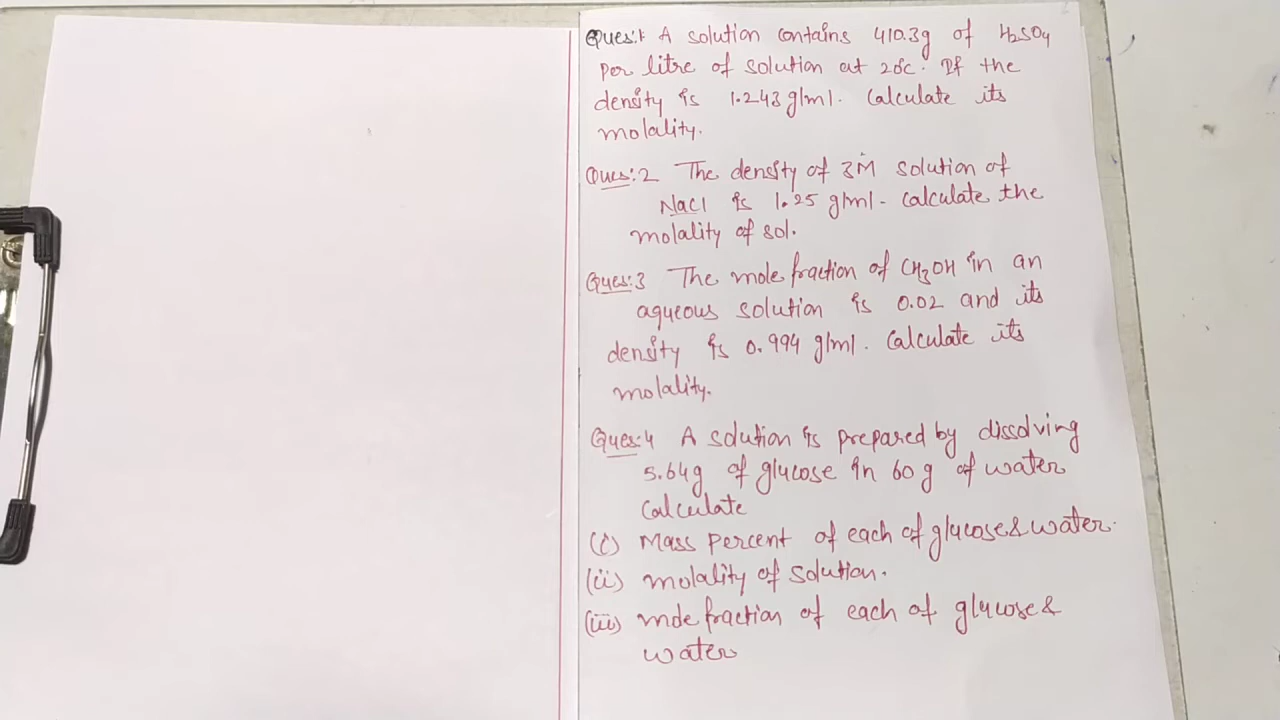 Ques:1 A solution contains 410.3g of H2SO4
Per litre of solution at 20°c. If the
density is 1.243 g/ml. Calculate its
molality.
Ques:2 The density of 3M solution of
NaCl is 1.25 g/ml. Calculate the
molality of sol.
Ques:3 The mole fraction of CH3OH in an
aqueous solution is 0.02 and its
density is 0.994 g/ml. Calculate its
molality.
Ques:4 A solution is prepared by dissolving
5.64g of glucose in 60 g of water
Calculate
(i) Mass percent of each of glucose & water.
(ii) molality of solution.
(iii) mole fraction of each of glucose &
water